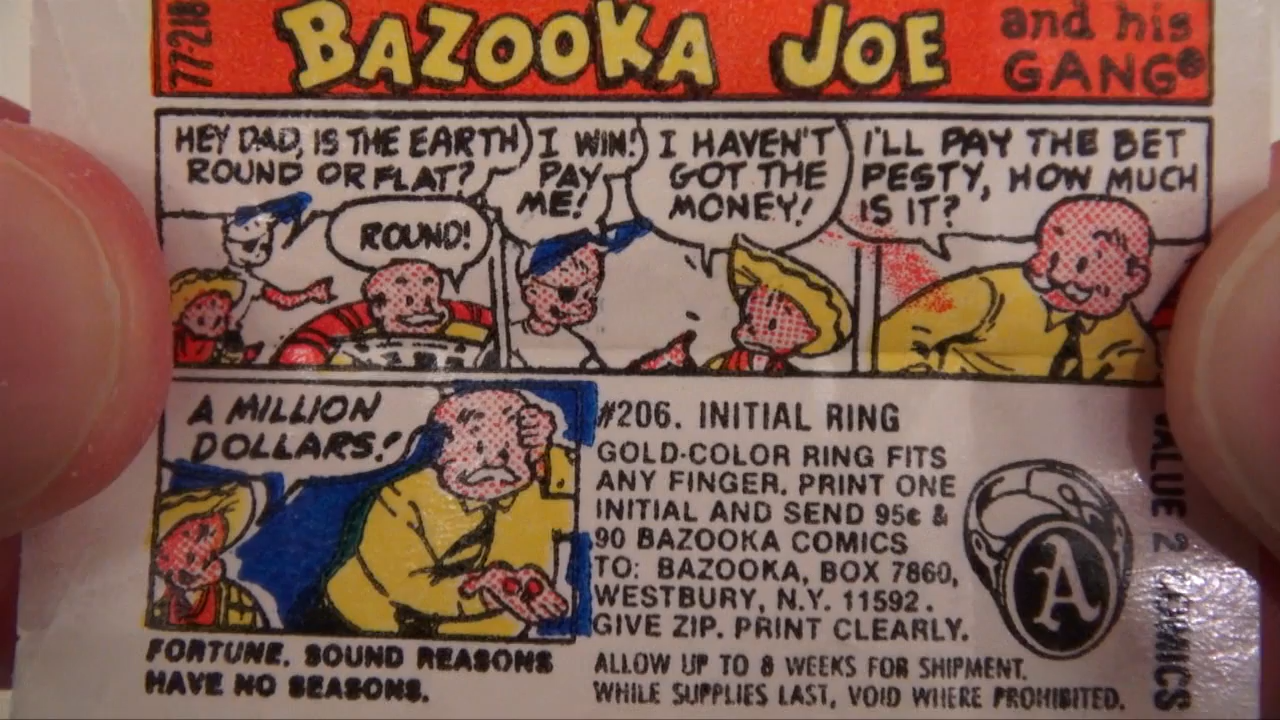 77-218
BAZOOKA JOE
and his
GANG®
HEY DAD, IS THE EARTH
ROUND OR FLAT?
ROUND!
I WIN!
PAY
ME!
I HAVEN'T
GOT THE
MONEY!
I'LL PAY THE BET
PESTY, HOW MUCH
IS IT?
A MILLION
DOLLARS!
FORTUNE. SOUND REASONS
HAVE NO SEASONS.
#206. INITIAL RING
GOLD-COLOR RING FITS
ANY FINGER. PRINT ONE
INITIAL AND SEND 95¢ &
90 BAZOOKA COMICS
TO: BAZOOKA, BOX 7860,
WESTBURY, N.Y. 11592.
GIVE ZIP. PRINT CLEARLY.
ALLOW UP TO 8 WEEKS FOR SHIPMENT.
WHILE SUPPLIES LAST, VOID WHERE PROHIBITED.
A
VALUE 2 COMICS